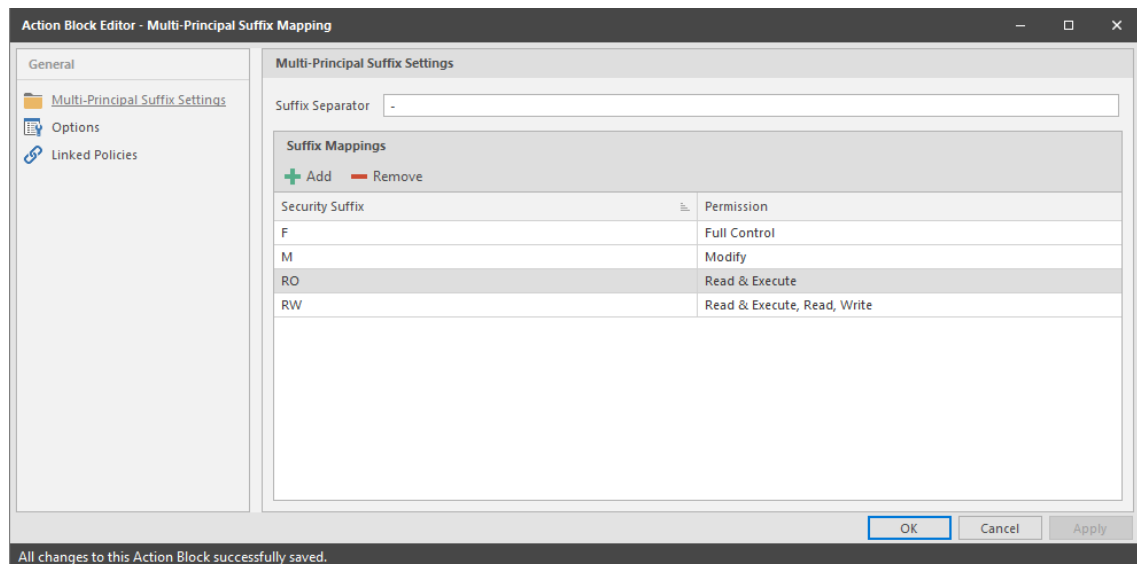 Action Block Editor - Multi-Principal Suffix Mapping
General
Multi-Principal Suffix Settings
Options
Linked Policies
Multi-Principal Suffix Settings
Suffix Separator -
Suffix Mappings
Add Remove
Security Suffix Permission
F Full Control
M Modify
RO Read & Execute
RW Read & Execute, Read, Write
OK Cancel Apply
All changes to this Action Block successfully saved.